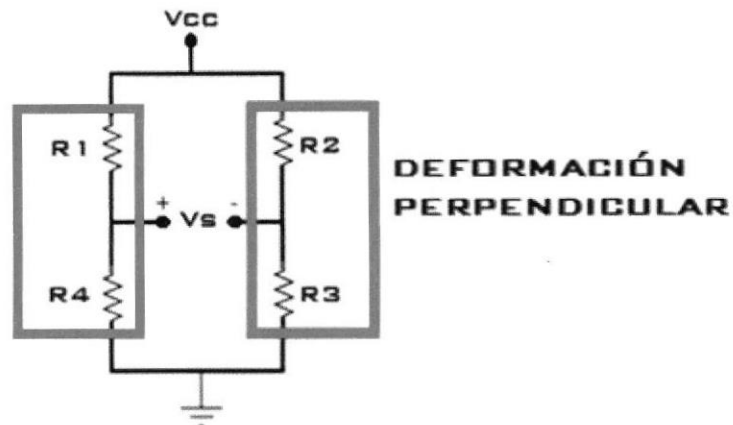 Vcc
R1
R2
DEFORMACIÓN
PERPENDICULAR
+ Vs -
R4
R3